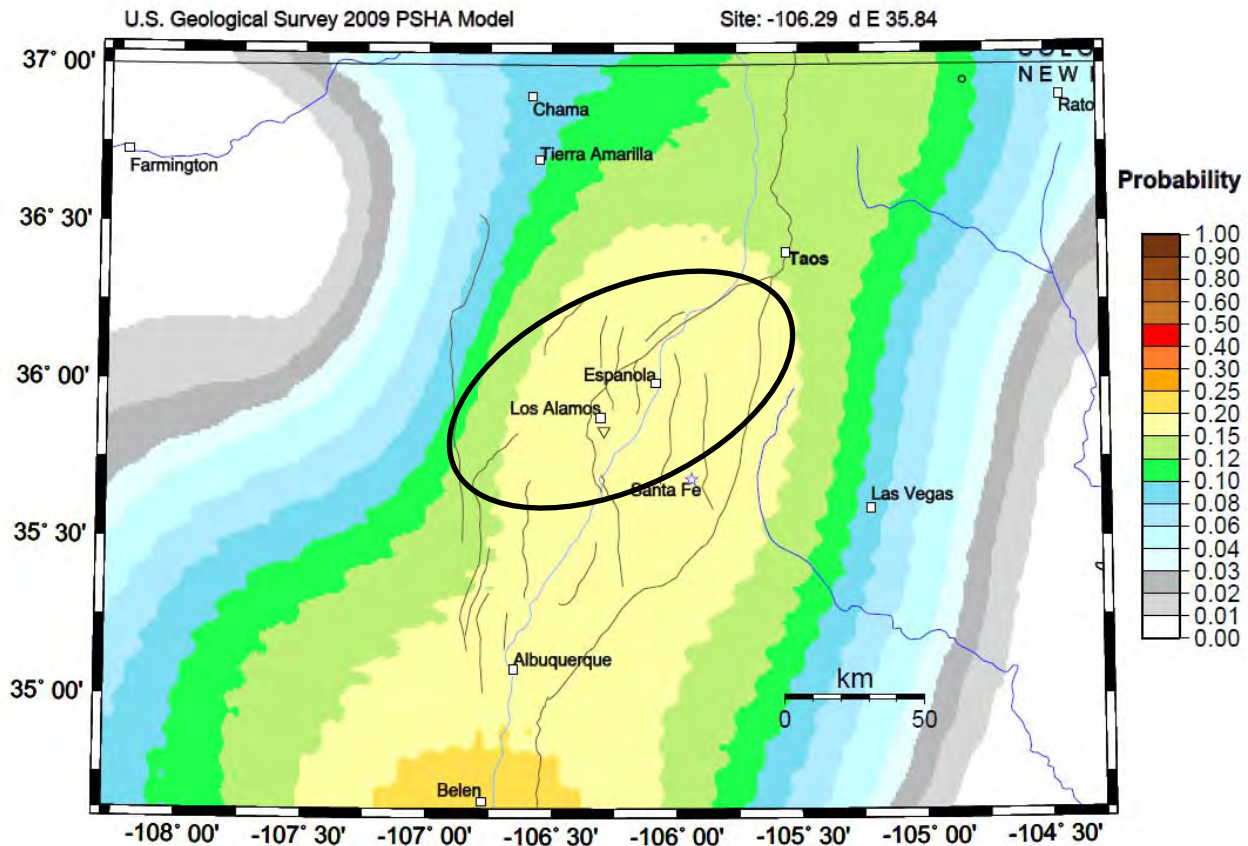 U.S. Geological Survey 2009 PSHA Model
Site: -106.29 d E 35.84
37° 00'
NEW
Chama
Rato
Farmington
Tierra Amarilla
Probability
36° 30'
Taos
1.00
0.90
0.80
0.60
0.50
0.40
0.30
0.25
0.20
0.15
0.12
0.10
0.08
0.06
0.04
0.03
0.02
0.01
0.00
36° 00'
Espanola
Los Alamos
Santa Fe
Las Vegas
35° 30'
Albuquerque
35° 00'
km
0
50
Belen
-108° 00'
-107° 30'
-107° 00'
-106° 30'
-106° 00'
-105° 30'
-105° 00'
-104° 30'